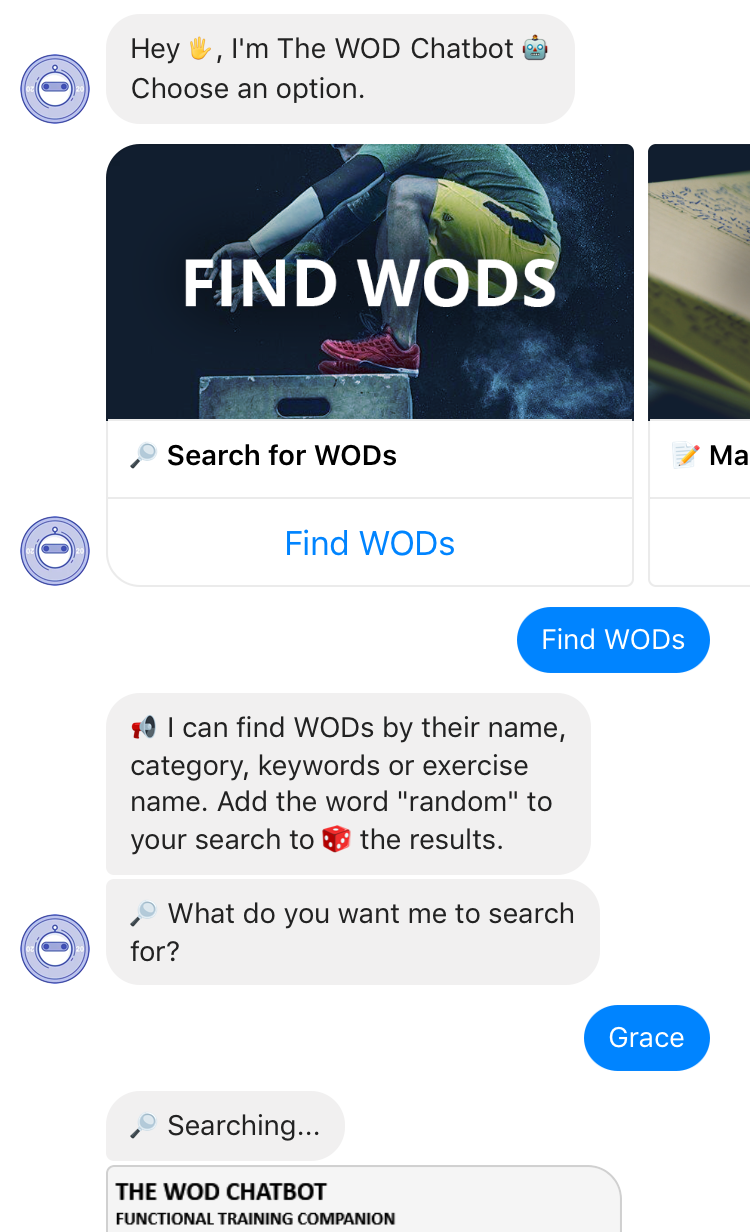 Hey 🖐️, I'm The WOD Chatbot 🤖
Choose an option.
FIND WODS
🔎 Search for WODs
📝 Ma
Find WODs
Find WODs
📢 I can find WODs by their name,
category, keywords or exercise
name. Add the word "random" to
your search to 🎲 the results.
🔎 What do you want me to search
for?
Grace
🔎 Searching...
THE WOD CHATBOT
FUNCTIONAL TRAINING COMPANION